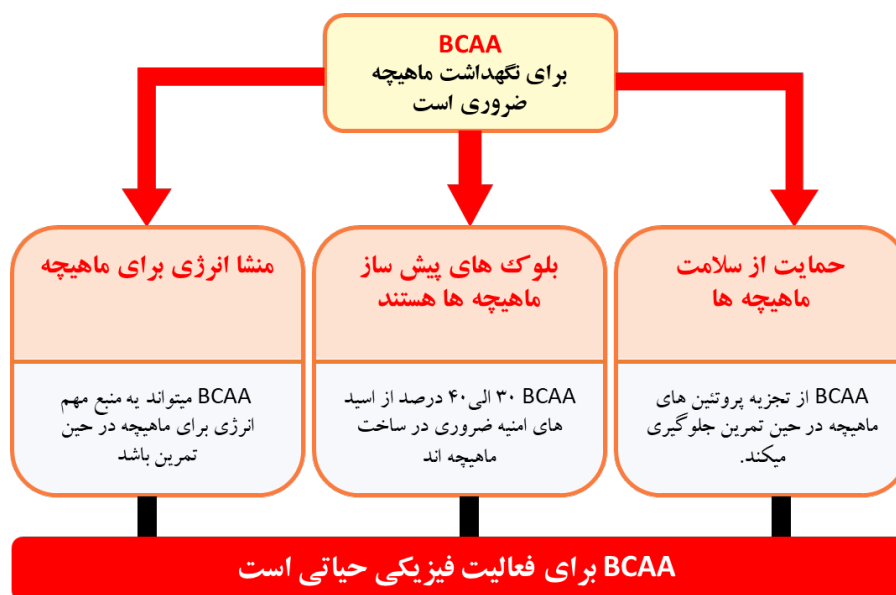 BCAA
برای نگهداشت ماهیچه
ضروری است
حمایت از سلامت
ماهیچه ها
BCAA از تجزیه پروتئین های
ماهیچه در حین تمرین جلوگیری
میکند.
بلوک های پیش ساز
ماهیچه ها هستند
BCAA ۳۰ الی۴۰ درصد از اسید
های امنیه ضروری در ساخت
ماهیچه اند
منشا انرژی برای ماهیچه
BCAA میتواند یه منبع مهم
انرژی برای ماهیچه در حین
تمرین باشد
BCAA برای فعالیت فیزیکی حیاتی است